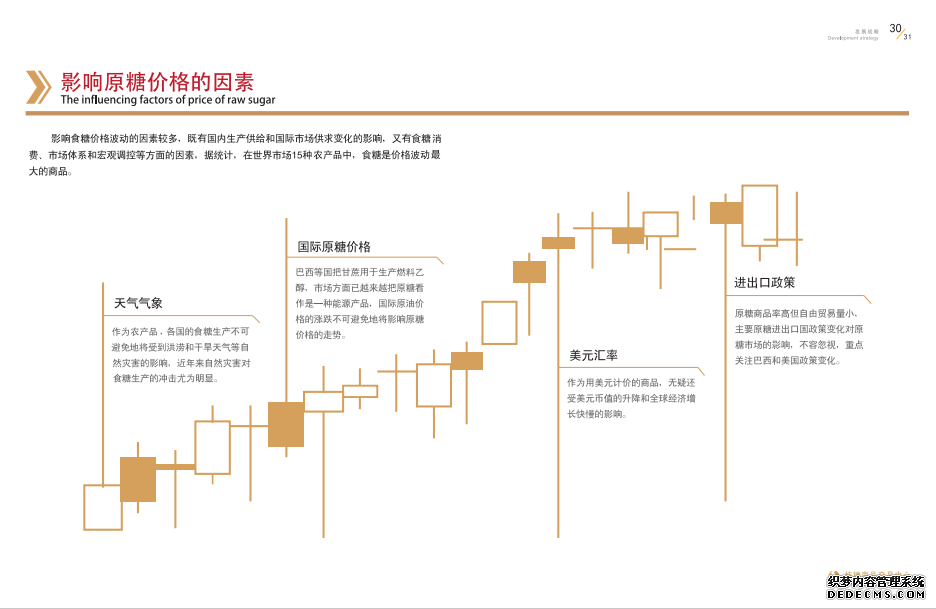 发展战略
Development strategy
30/31
影响原糖价格的因素
The influencing factors of price of raw sugar
影响食糖价格波动的因素较多，既有国内生产供给和国际市场供求变化的影响，又有食糖消
费、市场体系和宏观调控等方面的因素，据统计，在世界市场15种农产品中，食糖是价格波动最
大的商品。
天气气象
作为农产品，各国的食糖生产不可
避免地将受到洪涝和干旱天气等自
然灾害的影响，近年来自然灾害对
食糖生产的冲击尤为明显。
国际原糖价格
巴西等国把甘蔗用于生产燃料乙
醇，市场方面已越来越把原糖看
作是一种能源产品，国际原油价
格的涨跌不可避免地将影响原糖
价格的走势。
美元汇率
作为用美元计价的商品，无疑还
受美元币值的升降和全球经济增
长快慢的影响。
进出口政策
原糖商品率高但自由贸易量小，
主要原糖进出口国政策变化对原
糖市场的影响，不容忽视，重点
关注巴西和美国政策变化。
织梦内容管理系统
DEDECMS.COM